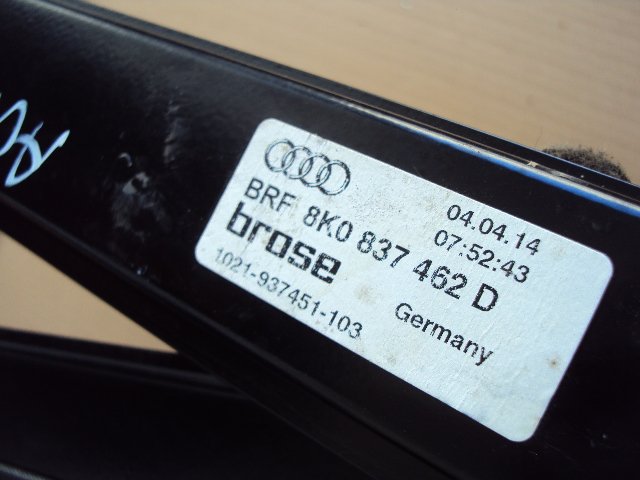 04.04.14
07:52:43
BRF 8K0 837 462 D
brose
Germany
1021-937451-103